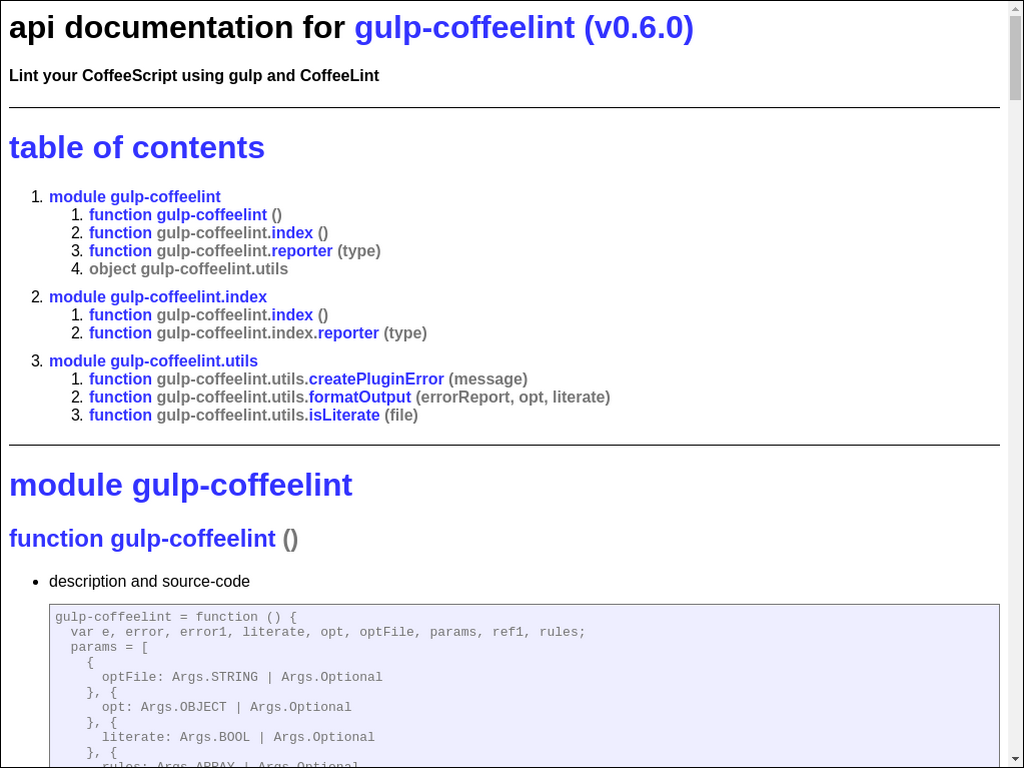 api documentation for gulp-coffeelint (v0.6.0)
Lint your CoffeeScript using gulp and CoffeeLint
table of contents
1. module gulp-coffeelint
1. function gulp-coffeelint ()
2. function gulp-coffeelint.index ()
3. function gulp-coffeelint.reporter (type)
4. object gulp-coffeelint.utils
2. module gulp-coffeelint.index
1. function gulp-coffeelint.index ()
2. function gulp-coffeelint.index.reporter (type)
3. module gulp-coffeelint.utils
1. function gulp-coffeelint.utils.createPluginError (message)
2. function gulp-coffeelint.utils.formatOutput (errorReport, opt, literate)
3. function gulp-coffeelint.utils.isLiterate (file)
module gulp-coffeelint
function gulp-coffeelint ()
• description and source-code
gulp-coffeelint = function () {
  var e, error, error1, literate, opt, optFile, params, ref1, rules;
  params = [
    {
      optFile: Args.STRING | Args.Optional
    }, {
      opt: Args.OBJECT | Args.Optional
    }, {
      literate: Args.BOOL | Args.Optional
    }, {
      rules: Args.ARRAY | Args.Optional